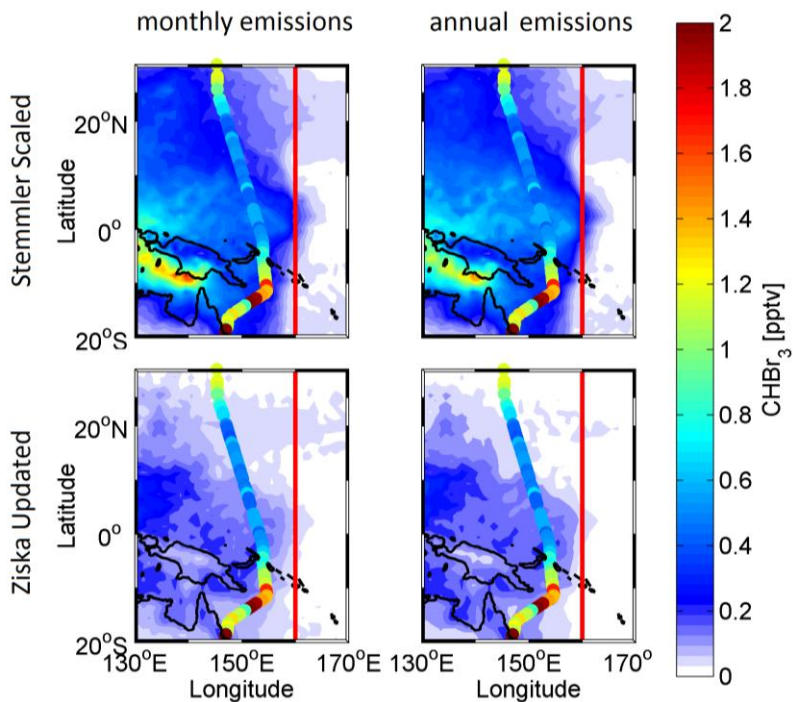 monthly emissions
annual emissions
Stemmler Scaled
Latitude
20°N
0°
20°S
2
1.8
1.6
1.4
1.2
1
0.8
0.6
0.4
0.2
0
CHBr3 [pptv]
Ziska Updated
Latitude
20°N
0°
20°S
130°E
150°E
170°E
Longitude
130°E
150°E
170°
Longitude